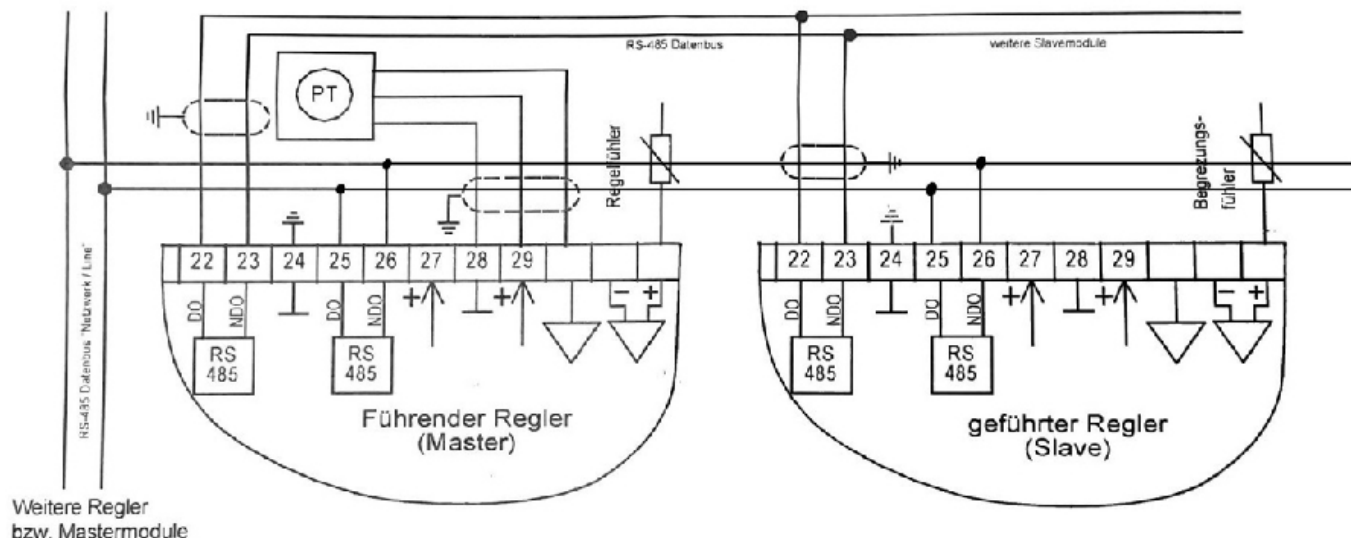 RS-485 Datenbus
weitere Slavemodule
PT
Regelfühler
Begrezungs-
fühler
22 23 24 25 26 27 28 29
22 23 24 25 26 27 28 29
DO NDO DO NDO + + - +
DO NDO DO NDO + + - +
RS
485
RS
485
RS
485
RS
485
Führender Regler
(Master)
geführter Regler
(Slave)
RS-485 Datenbus "Netzwerk / Line"
Weitere Regler
bzw. Mastermodule